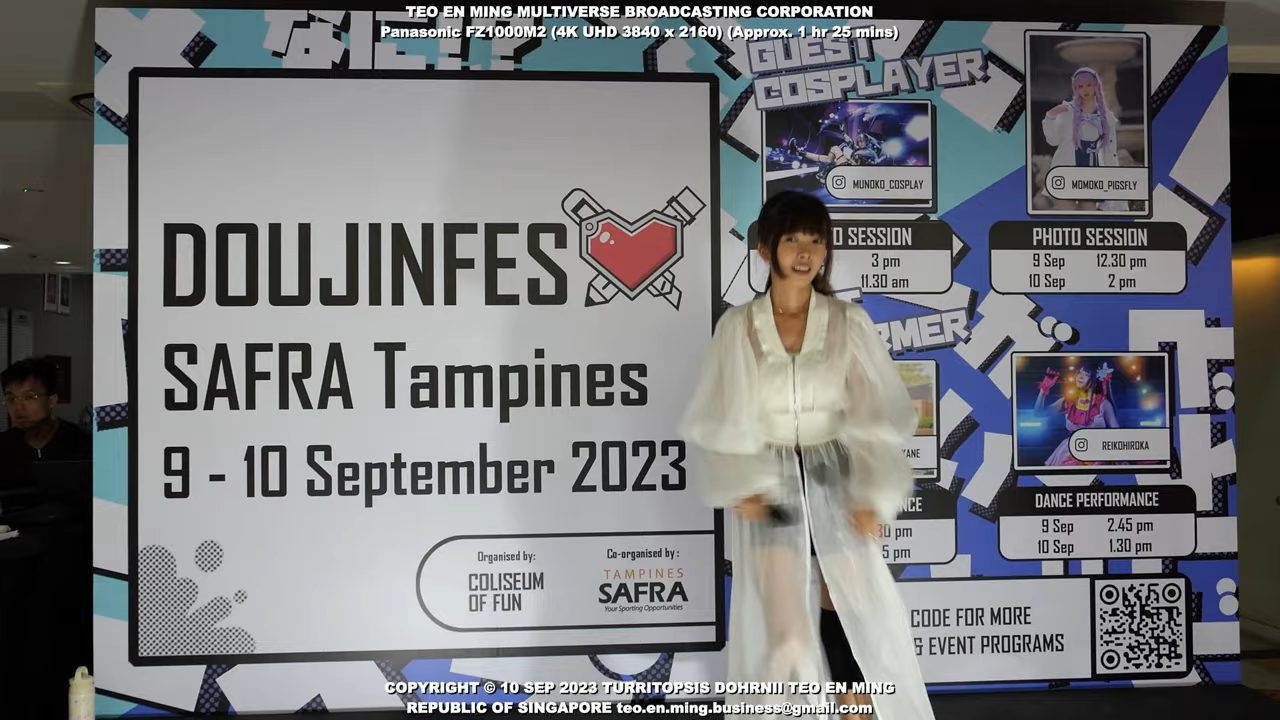 TEO EN MING MULTIVERSE BROADCASTING CORPORATION
Panasonic FZ1000M2 (4K UHD 3840 x 2160) (Approx. 1 hr 25 mins)
GUEST
COSPLAYER
MUNOKO_COSPLAY
MOMOKO_PIGSFLY
DOUJINFES
SAFRA Tampines
9 - 10 September 2023
Organised by:
COLISEUM
OF FUN
Co-organised by :
TAMPINES
SAFRA
Your Sporting Opportunities
SESSION
3 pm
11.30 am
PHOTO SESSION
9 Sep 12.30 pm
10 Sep 2 pm
REIKOHIROKA
DANCE PERFORMANCE
9 Sep 2.45 pm
10 Sep 1.30 pm
5 pm
CODE FOR MORE
& EVENT PROGRAMS
COPYRIGHT © 10 SEP 2023 TURRITOPSIS DOHRNII TEO EN MING
REPUBLIC OF SINGAPORE teo.en.ming.business@gmail.com